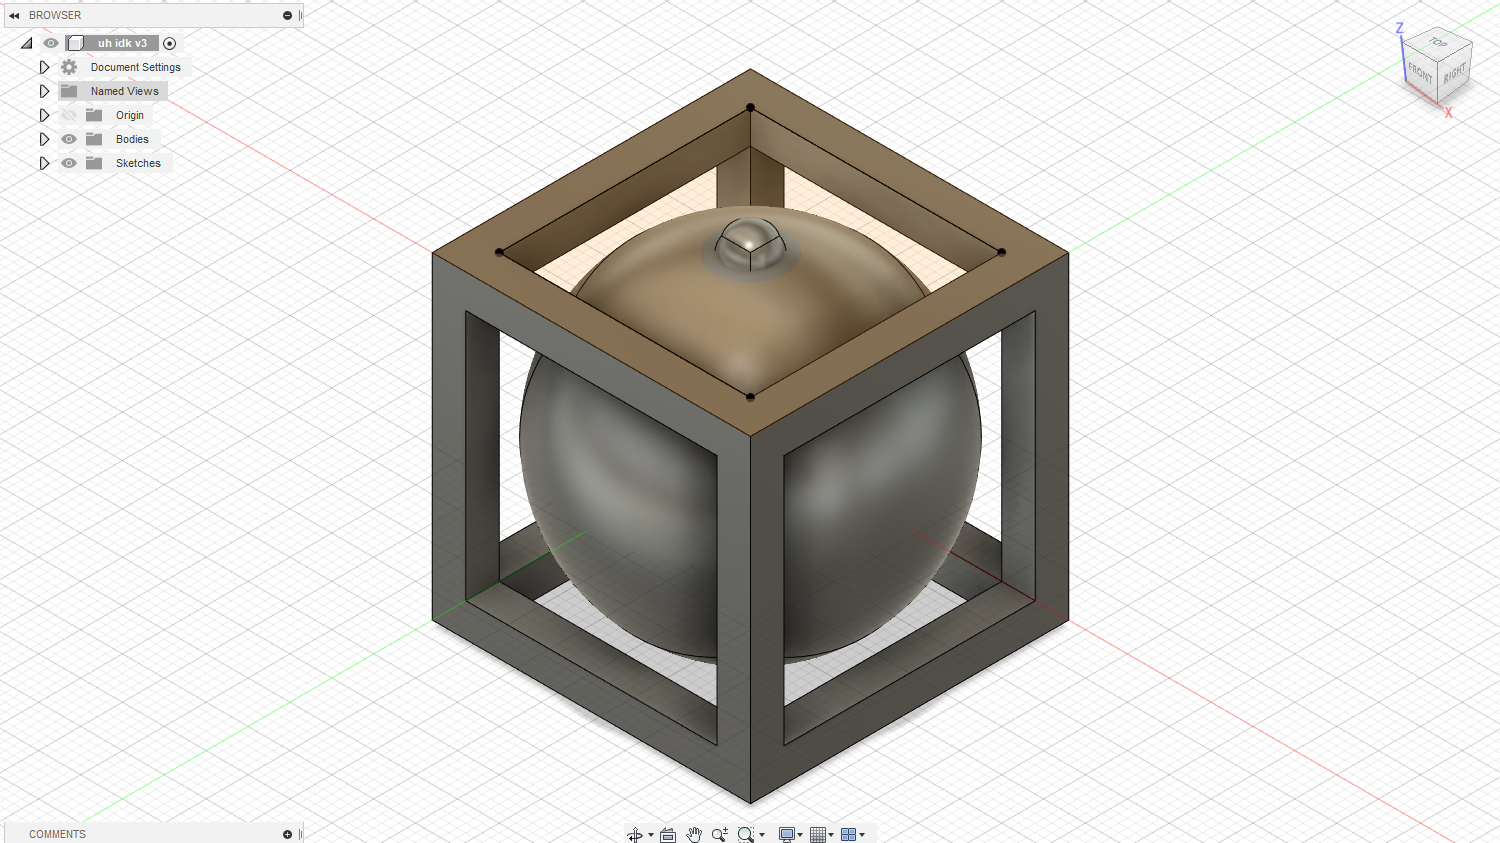 BROWSER
uh idk v3
Document Settings
Named Views
Origin
Bodies
Sketches
Z
TOP
FRONT
RIGHT
X
COMMENTS